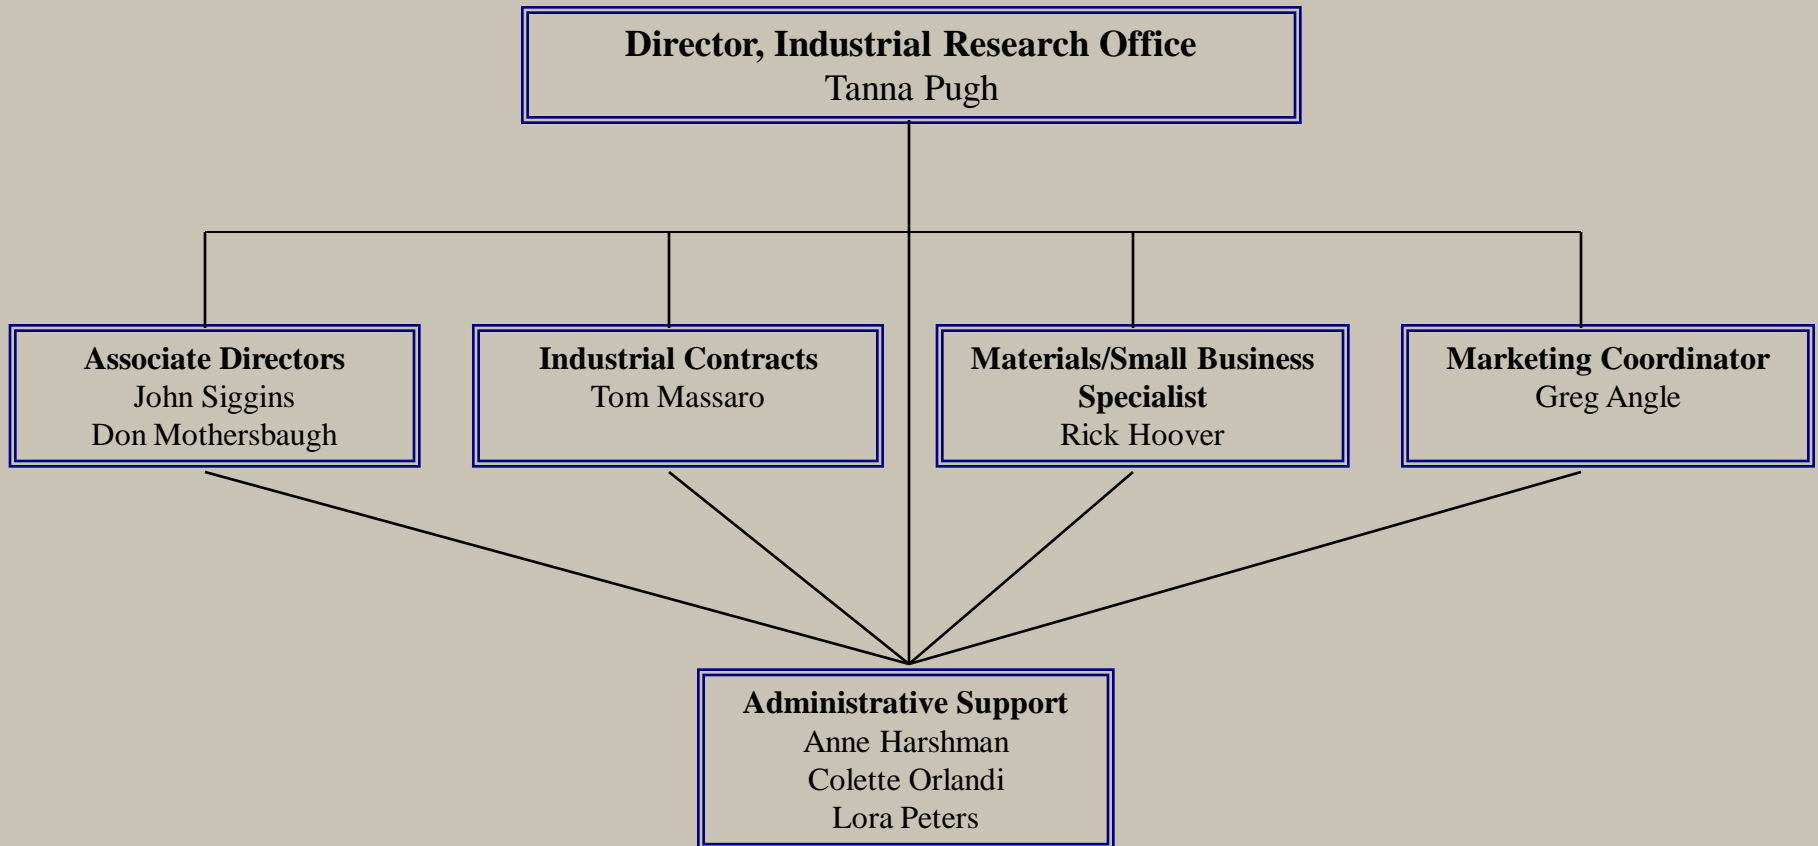 Director, Industrial Research Office
Tanna Pugh
Associate Directors
John Siggins
Don Mothersbaugh
Industrial Contracts
Tom Massaro
Materials/Small Business
Specialist
Rick Hoover
Marketing Coordinator
Greg Angle
Administrative Support
Anne Harshman
Colette Orlandi
Lora Peters